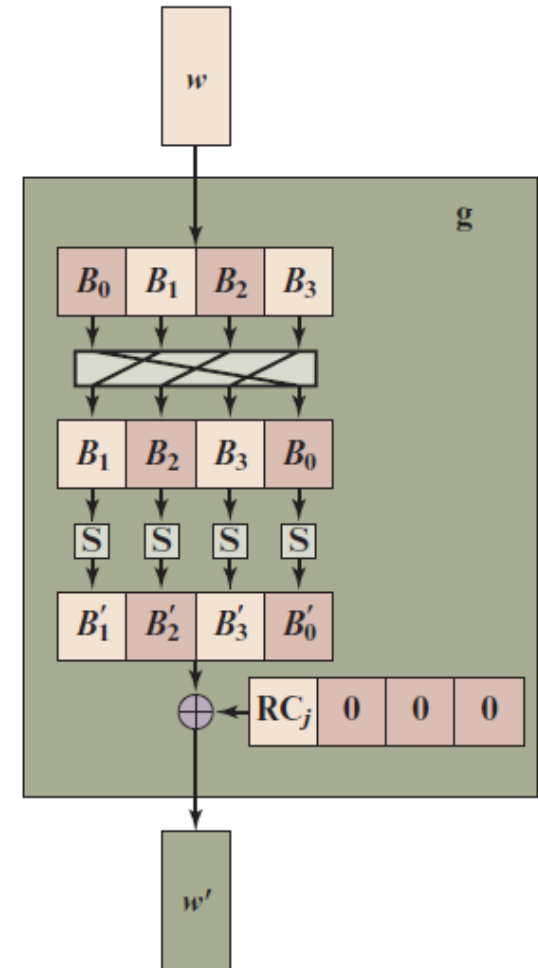 w
g
B₀ B₁ B₂ B₃
B₁ B₂ B₃ B₀
S S S S
B′₁ B′₂ B′₃ B′₀
RCⱼ 0 0 0
w′